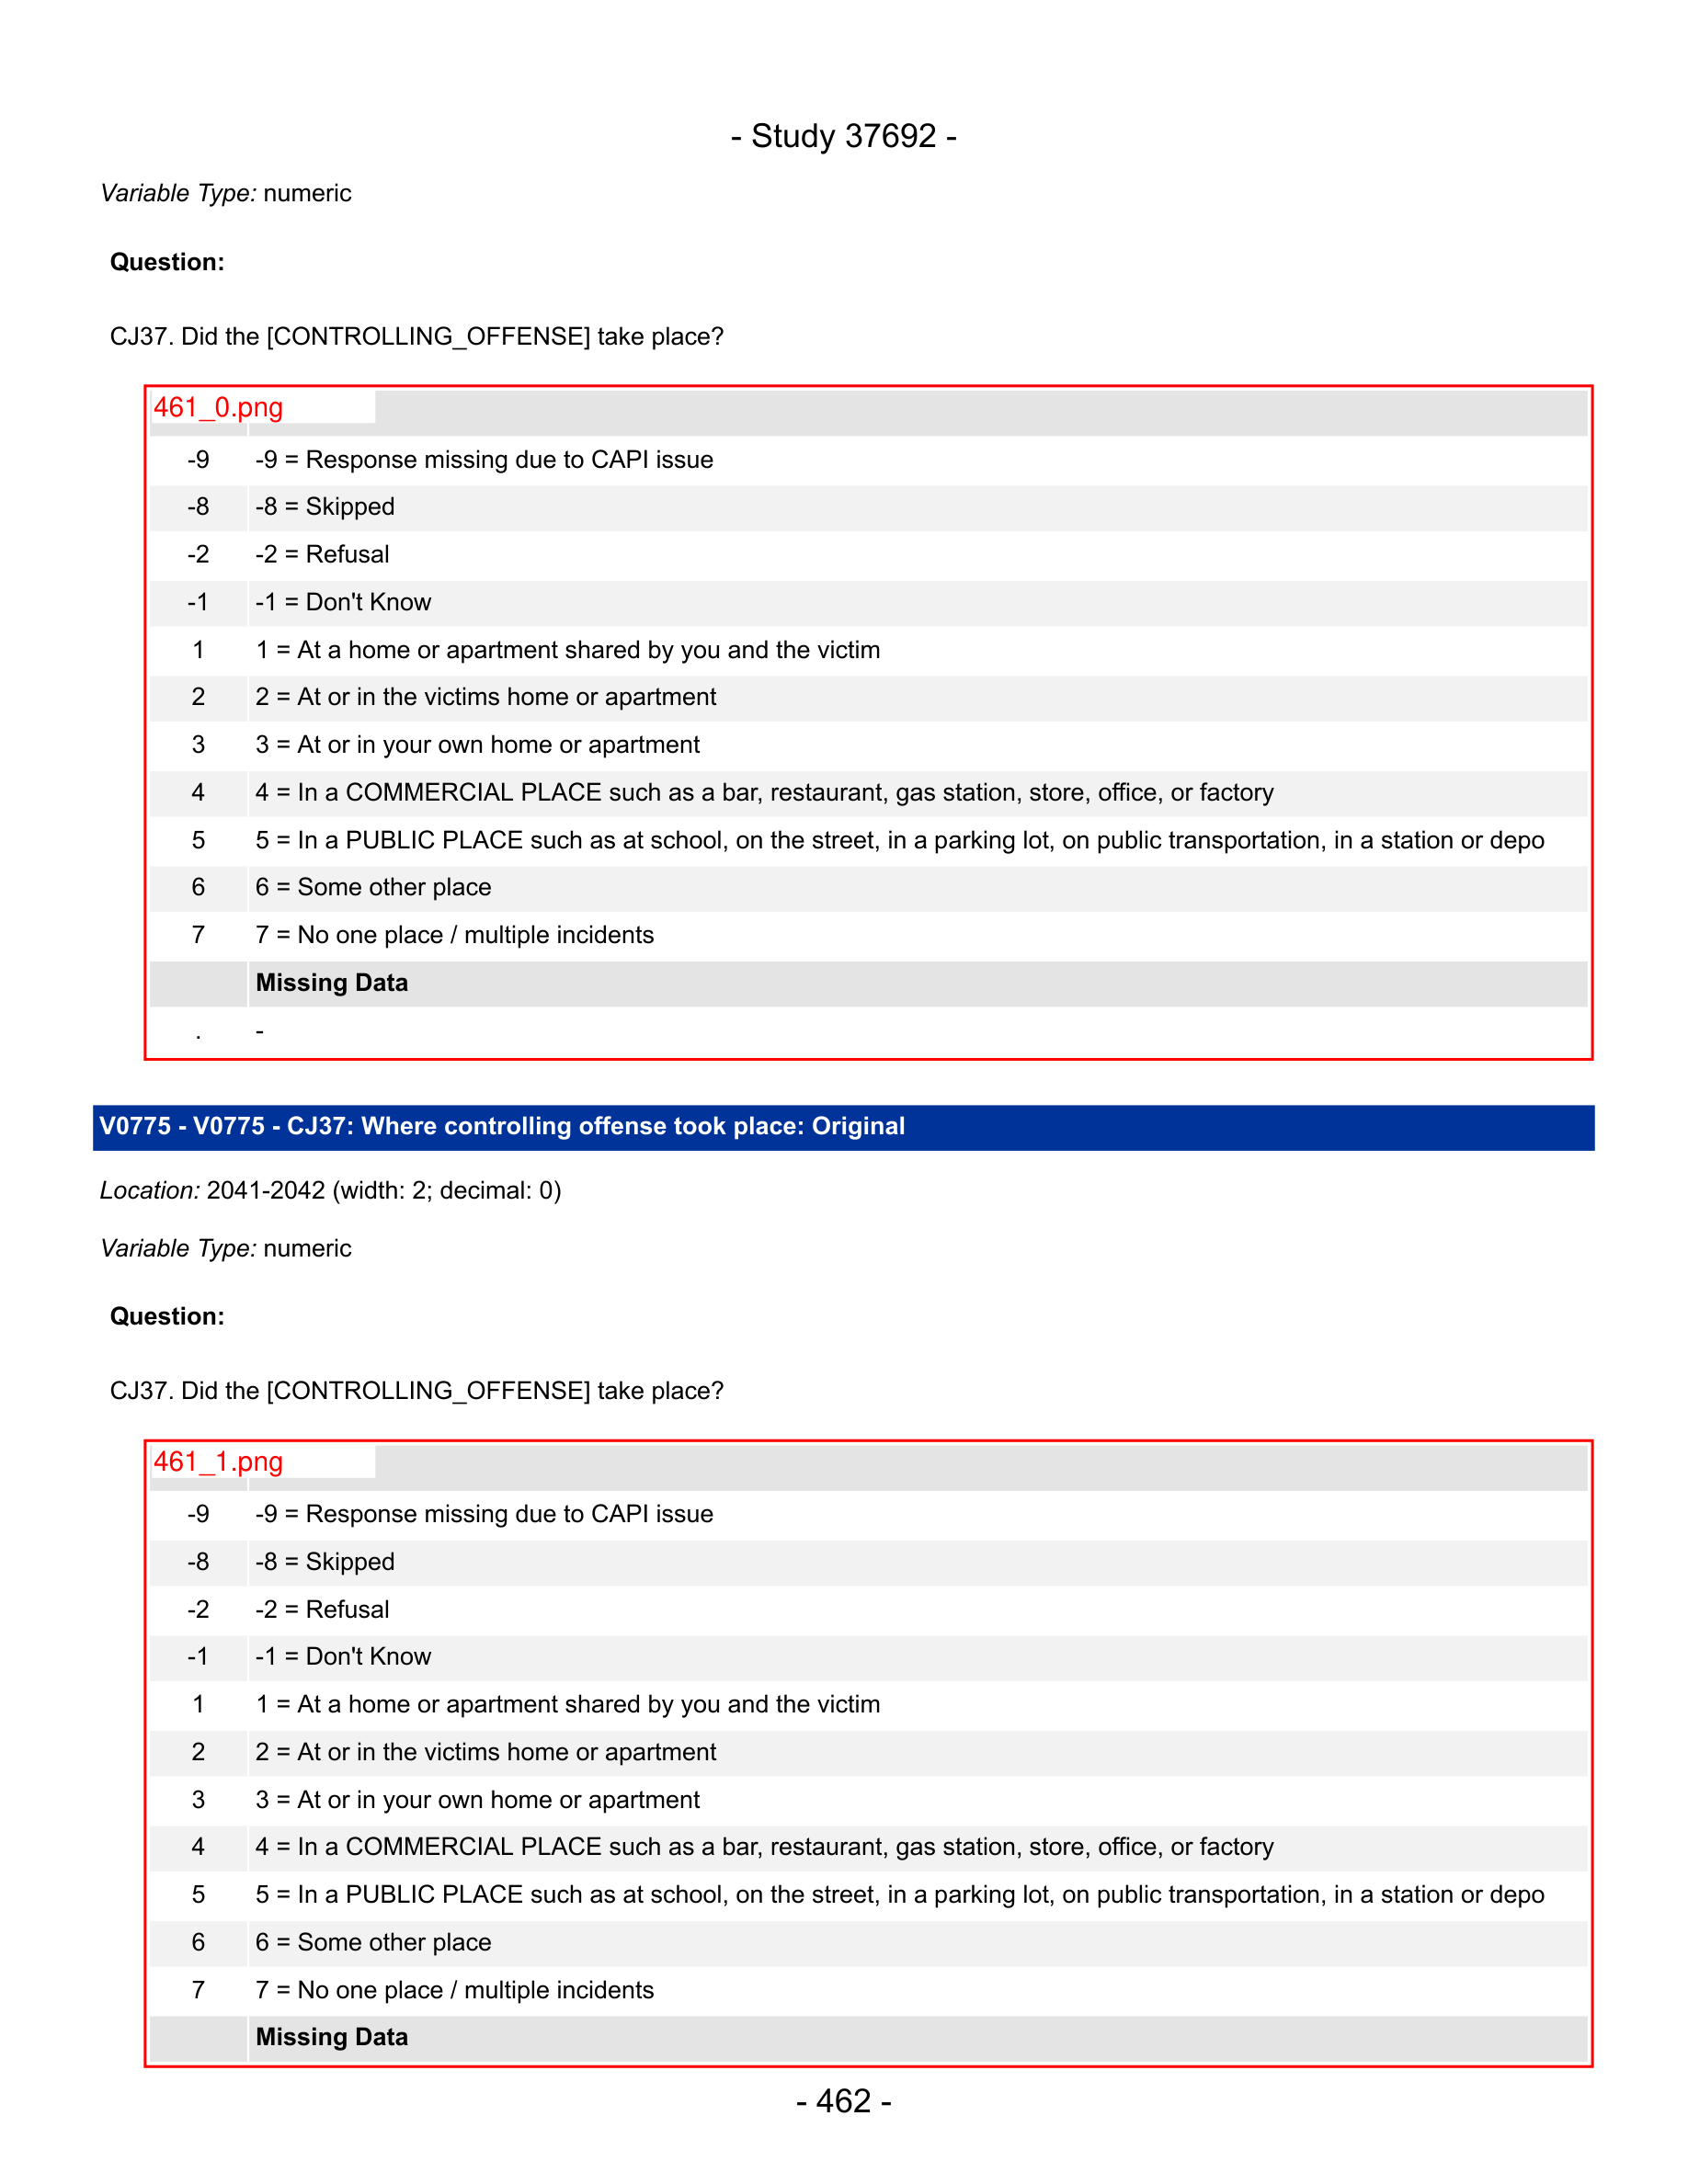 - Study 37692 -
Variable Type: numeric
Question:
CJ37. Did the [CONTROLLING_OFFENSE] take place?
461_0.png
-9 -9 = Response missing due to CAPI issue
-8 -8 = Skipped
-2 -2 = Refusal
-1 -1 = Don't Know
1 1 = At a home or apartment shared by you and the victim
2 2 = At or in the victims home or apartment
3 3 = At or in your own home or apartment
4 4 = In a COMMERCIAL PLACE such as a bar, restaurant, gas station, store, office, or factory
5 5 = In a PUBLIC PLACE such as at school, on the street, in a parking lot, on public transportation, in a station or depo
6 6 = Some other place
7 7 = No one place / multiple incidents
Missing Data
. -
V0775 - V0775 - CJ37: Where controlling offense took place: Original
Location: 2041-2042 (width: 2; decimal: 0)
Variable Type: numeric
Question:
CJ37. Did the [CONTROLLING_OFFENSE] take place?
461_1.png
-9 -9 = Response missing due to CAPI issue
-8 -8 = Skipped
-2 -2 = Refusal
-1 -1 = Don't Know
1 1 = At a home or apartment shared by you and the victim
2 2 = At or in the victims home or apartment
3 3 = At or in your own home or apartment
4 4 = In a COMMERCIAL PLACE such as a bar, restaurant, gas station, store, office, or factory
5 5 = In a PUBLIC PLACE such as at school, on the street, in a parking lot, on public transportation, in a station or depo
6 6 = Some other place
7 7 = No one place / multiple incidents
Missing Data
- 462 -